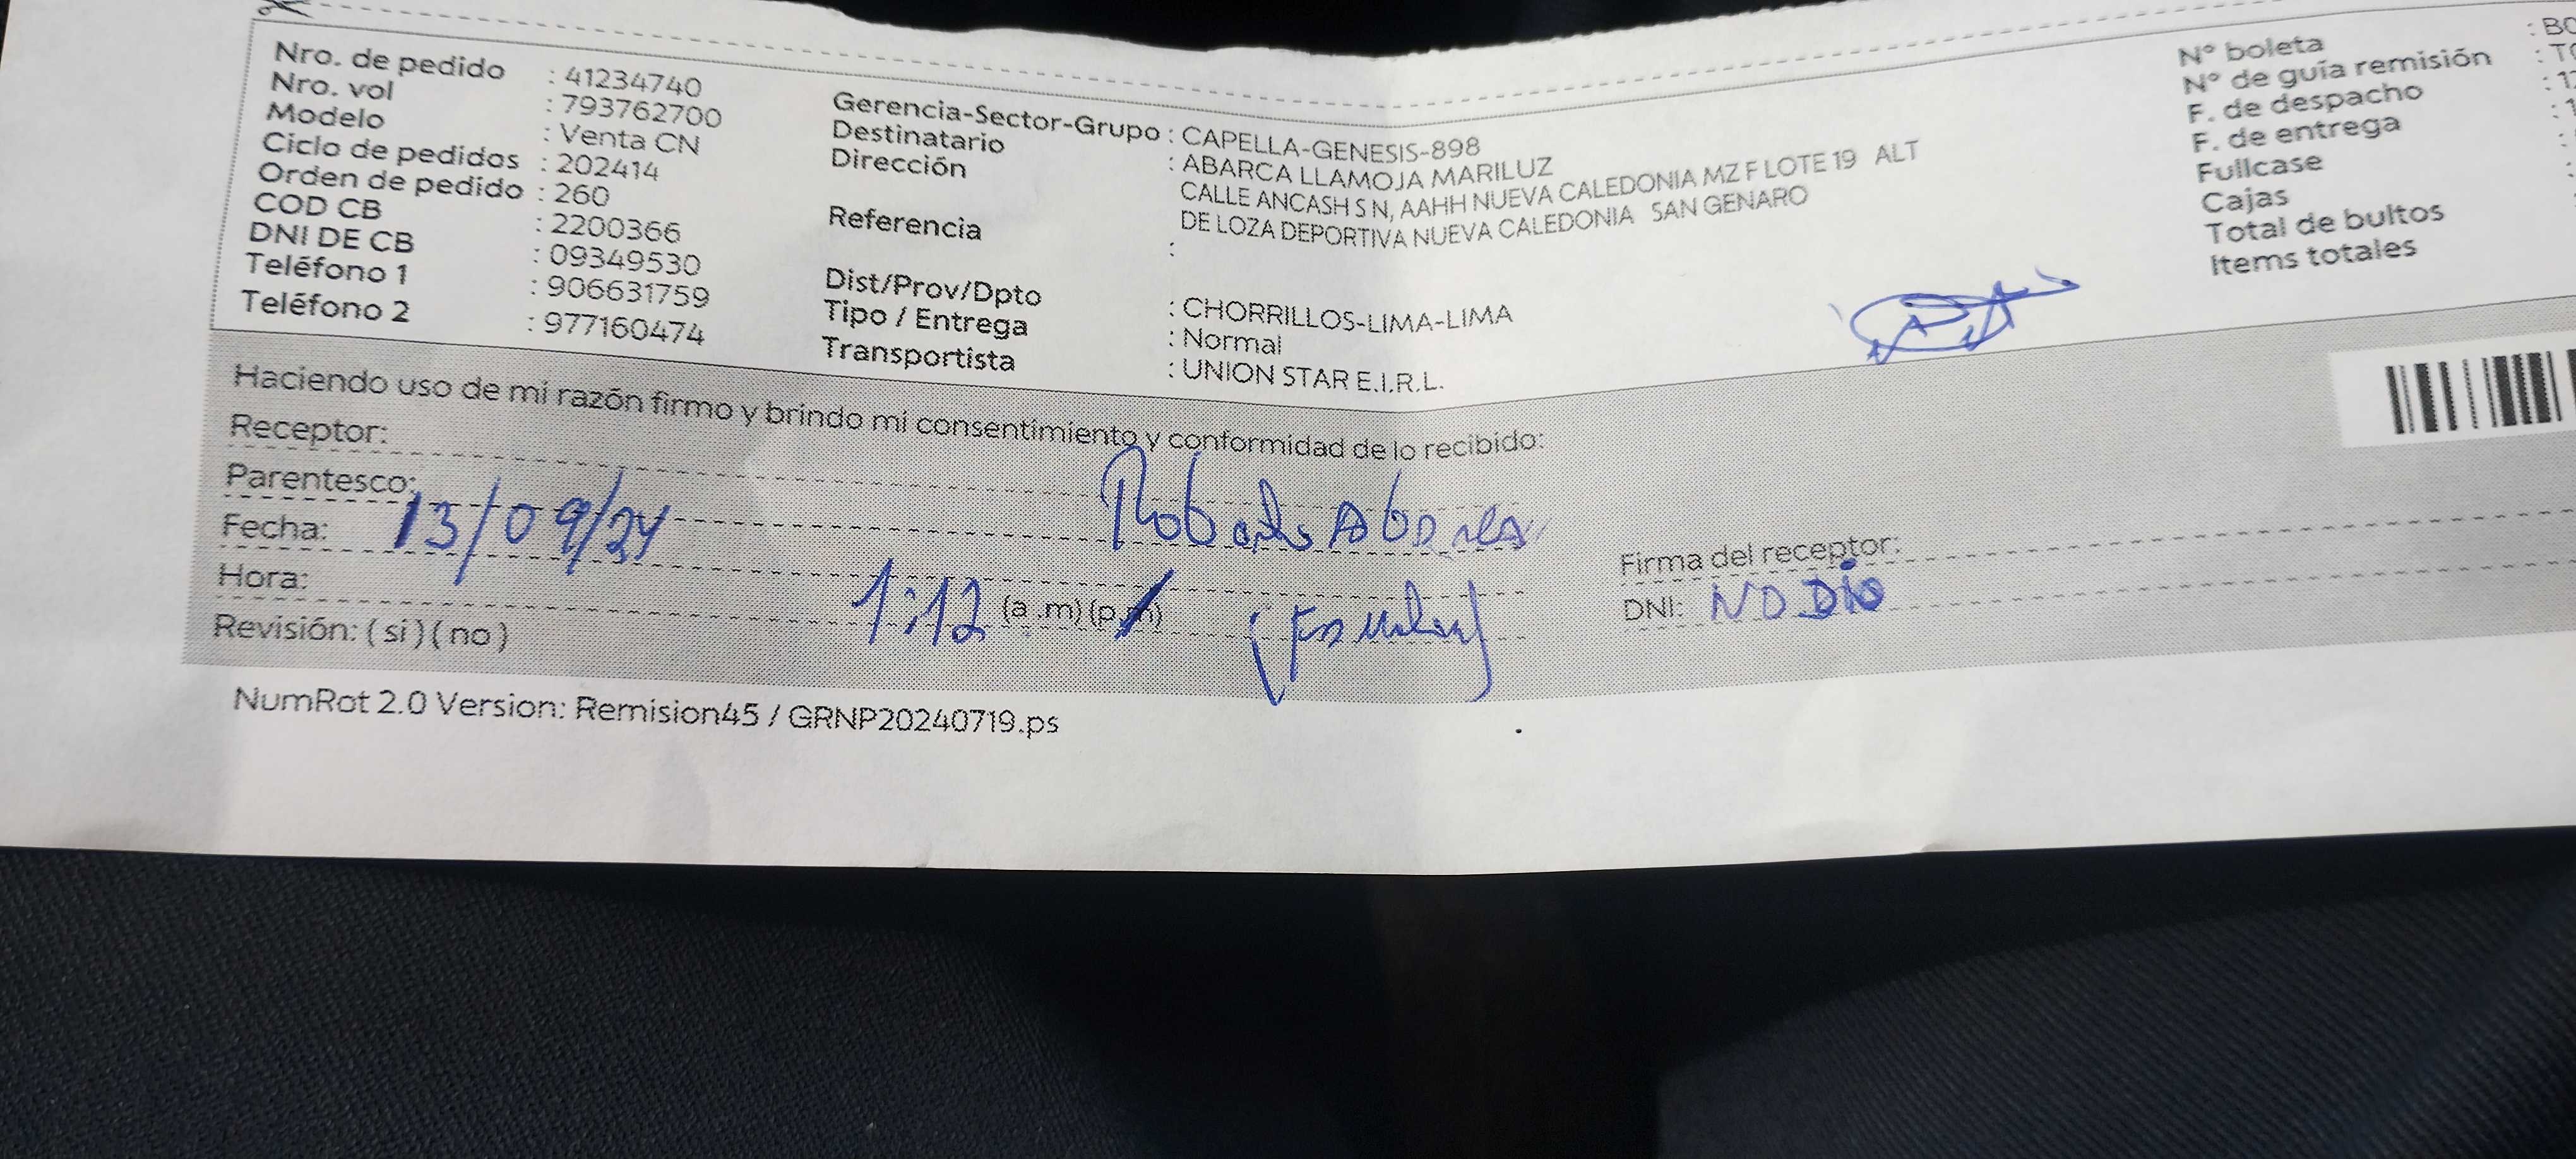 Nro. de pedido : 41234740
Nro. vol : 793762700
Modelo : Venta CN
Ciclo de pedidos : 202414
Orden de pedido : 260
COD CB : 2200366
DNI DE CB : 09349530
Teléfono 1 : 906631759
Teléfono 2 : 977160474
Gerencia-Sector-Grupo : CAPELLA-GENESIS-898
Destinatario : ABARCA LLAMOJA MARILUZ
Dirección CALLE ANCASH S N, AAHH NUEVA CALEDONIA MZ F LOTE 19 ALT
DE LOZA DEPORTIVA NUEVA CALEDONIA SAN GENARO
Referencia :
Dist/Prov/Dpto : CHORRILLOS-LIMA-LIMA
Tipo / Entrega : Normal
Transportista : UNION STAR E.I.R.L.
N° boleta : BO
N° de guía remisión
F. de despacho
F. de entrega
Fullcase
Cajas
Total de bultos
Items totales
Haciendo uso de mi razón firmo y brindo mi consentimiento y conformidad de lo recibido:
Receptor:
Parentesco: Roberto Abarca
Fecha: 13/09/24
Firma del receptor:
Hora: 1:12 (a.m) (p.m) (Familiar)
DNI: NO DIO
Revisión: ( si ) ( no )
NumRot 2.0 Version: Remision45 / GRNP20240719.ps